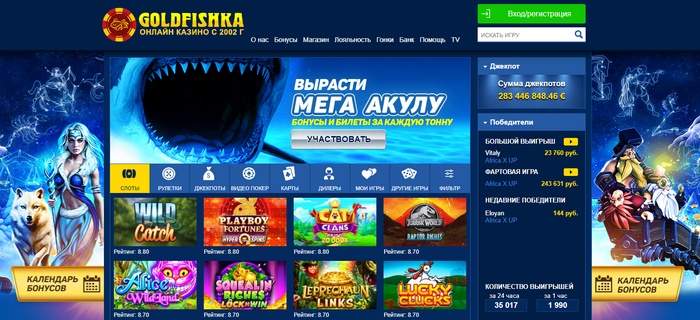 GOLDFISHKA
ОНЛАЙН КАЗИНО С 2002 Г
О нас Бонусы Магазин Лояльность Гонки Банк Помощь TV
Вход/регистрация
ИСКАТЬ ИГРУ
ВЫРАСТИ
МЕГА АКУЛУ
БОНУСЫ И БИЛЕТЫ ЗА КАЖДУЮ ТОННУ
УЧАСТВОВАТЬ
Джекпот
Сумма джекпотов
283 446 848.46 €
Победители
БОЛЬШОЙ ВЫИГРЫШ
Vitaly 23 760 руб.
Africa X UP
ФАРТОВАЯ ИГРА
Africa X UP 243 631 руб.
НЕДАВНИЕ ПОБЕДИТЕЛИ
Eloyan 144 руб.
Africa X UP
КОЛИЧЕСТВО ВЫИГРЫШЕЙ
за 24 часа за 1 час
35 017 1 990
СЛОТЫ РУЛЕТКИ ДЖЕКПОТЫ ВИДЕО ПОКЕР КАРТЫ ДИЛЕРЫ МОИ ИГРЫ ДРУГИЕ ИГРЫ ФИЛЬТР
WILD
Catch
PLAYBOY
FORTUNES
HYPER SPINS
CAT
CLANS
JURASSIC WORLD
RAPTOR RICHES
Рейтинг: 8.80 Рейтинг: 8.80 Рейтинг: 8.80 Рейтинг: 8.70
Alice
WildLand
SQUEALIN'
RICHES
LOCK N WIN
LEPRECHAUN
LINKS
LUCKY
CLUCKS
Рейтинг: 8.70 Рейтинг: 8.70 Рейтинг: 8.70 Рейтинг: 8.70
КАЛЕНДАРЬ
БОНУСОВ
КАЛЕНДАРЬ
БОНУСОВ